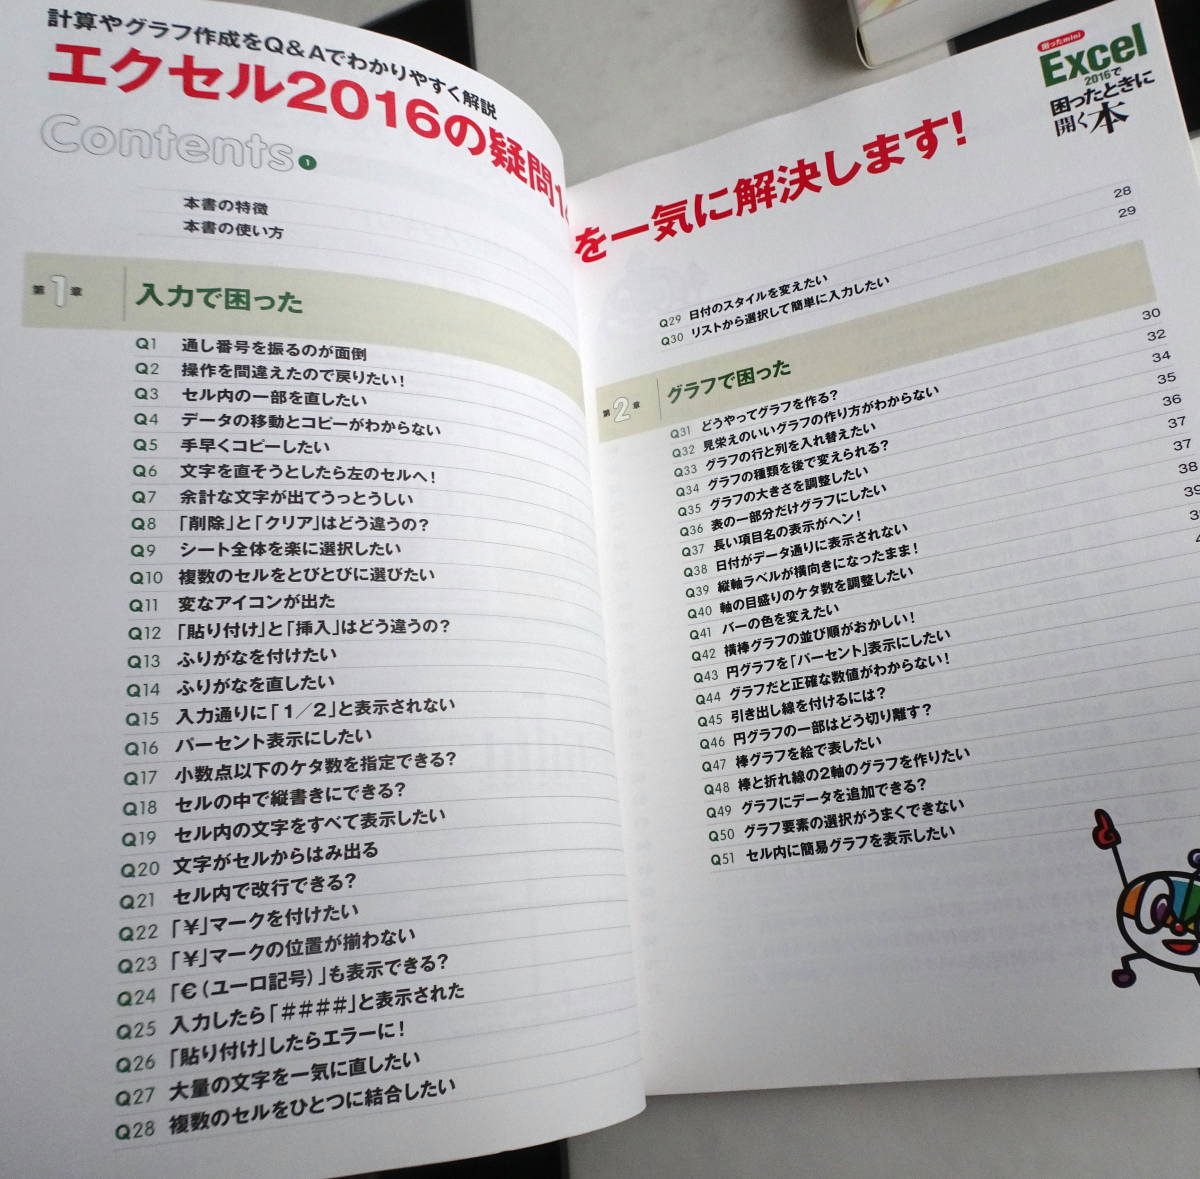 計算やグラフ作成をQ&Aでわかりやすく解説
エクセル2016の疑問1
Contents 1
本書の特徴
本書の使い方
第1章 入力で困った
Q1 通し番号を振るのが面倒
Q2 操作を間違えたので戻りたい!
Q3 セル内の一部を直したい
Q4 データの移動とコピーがわからない
Q5 手早くコピーしたい
Q6 文字を直そうとしたら左のセルへ!
Q7 余計な文字が出てうっとうしい
Q8 「削除」と「クリア」はどう違うの?
Q9 シート全体を楽に選択したい
Q10 複数のセルをとびとびに選びたい
Q11 変なアイコンが出た
Q12 「貼り付け」と「挿入」はどう違うの?
Q13 ふりがなを付けたい
Q14 ふりがなを直したい
Q15 入力通りに「1/2」と表示されない
Q16 パーセント表示にしたい
Q17 小数点以下のケタ数を指定できる?
Q18 セルの中で縦書きにできる?
Q19 セル内の文字をすべて表示したい
Q20 文字がセルからはみ出る
Q21 セル内で改行できる?
Q22 「¥」マークを付けたい
Q23 「¥」マークの位置が揃わない
Q24 「€(ユーロ記号)」も表示できる?
Q25 入力したら「####」と表示された
Q26 「貼り付け」したらエラーに!
Q27 大量の文字を一気に直したい
Q28 複数のセルをひとつに結合したい
困ったmini
Excel
2016で
困ったときに
開く本
を一気に解決します!
Q29 日付のスタイルを変えたい 28
Q30 リストから選択して簡単に入力したい 29
第2章 グラフで困った
Q31 どうやってグラフを作る? 30
Q32 見栄えのいいグラフの作り方がわからない 32
Q33 グラフの行と列を入れ替えたい 34
Q34 グラフの種類を後で変えられる? 35
Q35 グラフの大きさを調整したい 36
Q36 表の一部分だけグラフにしたい 37
Q37 長い項目名の表示がヘン! 37
Q38 日付がデータ通りに表示されない 38
Q39 縦軸ラベルが横向きになったまま! 39
Q40 軸の目盛りのケタ数を調整したい
Q41 バーの色を変えたい
Q42 横棒グラフの並び順がおかしい!
Q43 円グラフを「パーセント」表示にしたい
Q44 グラフだと正確な数値がわからない!
Q45 引き出し線を付けるには?
Q46 円グラフの一部はどう切り離す?
Q47 棒グラフを絵で表したい
Q48 棒と折れ線の2軸のグラフを作りたい
Q49 グラフにデータを追加できる?
Q50 グラフ要素の選択がうまくできない
Q51 セル内に簡易グラフを表示したい